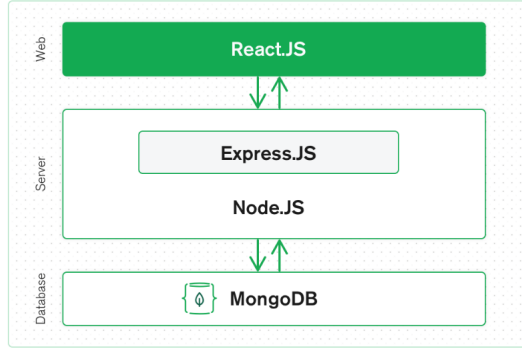 Web
React.JS
Server
Express.JS
Node.JS
Database
MongoDB